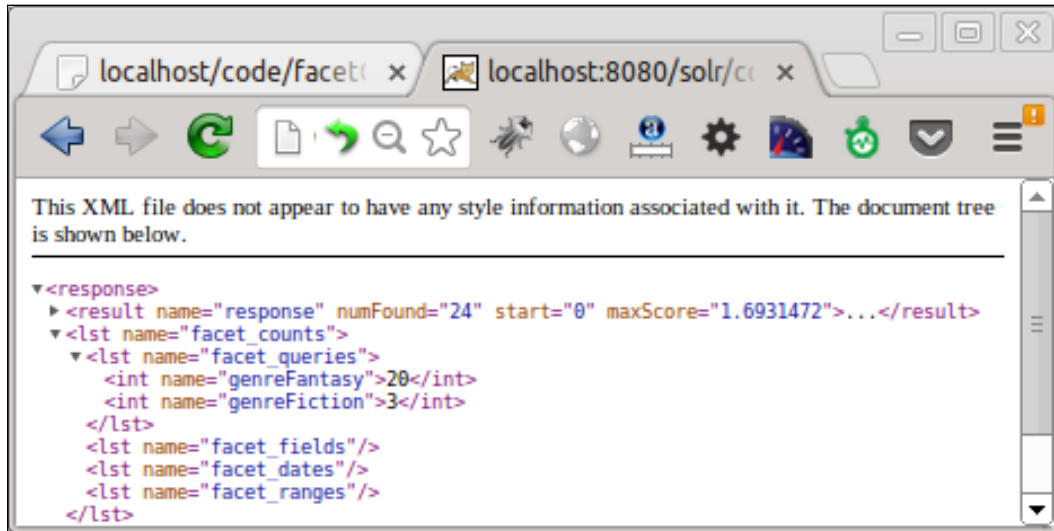 localhost/code/facet
localhost:8080/solr/c
This XML file does not appear to have any style information associated with it. The document tree
is shown below.
▼<response>
▶<result name="response" numFound="24" start="0" maxScore="1.6931472">...</result>
▼<lst name="facet_counts">
▼<lst name="facet_queries">
<int name="genreFantasy">20</int>
<int name="genreFiction">3</int>
</lst>
<lst name="facet_fields"/>
<lst name="facet_dates"/>
<lst name="facet_ranges"/>
</lst>